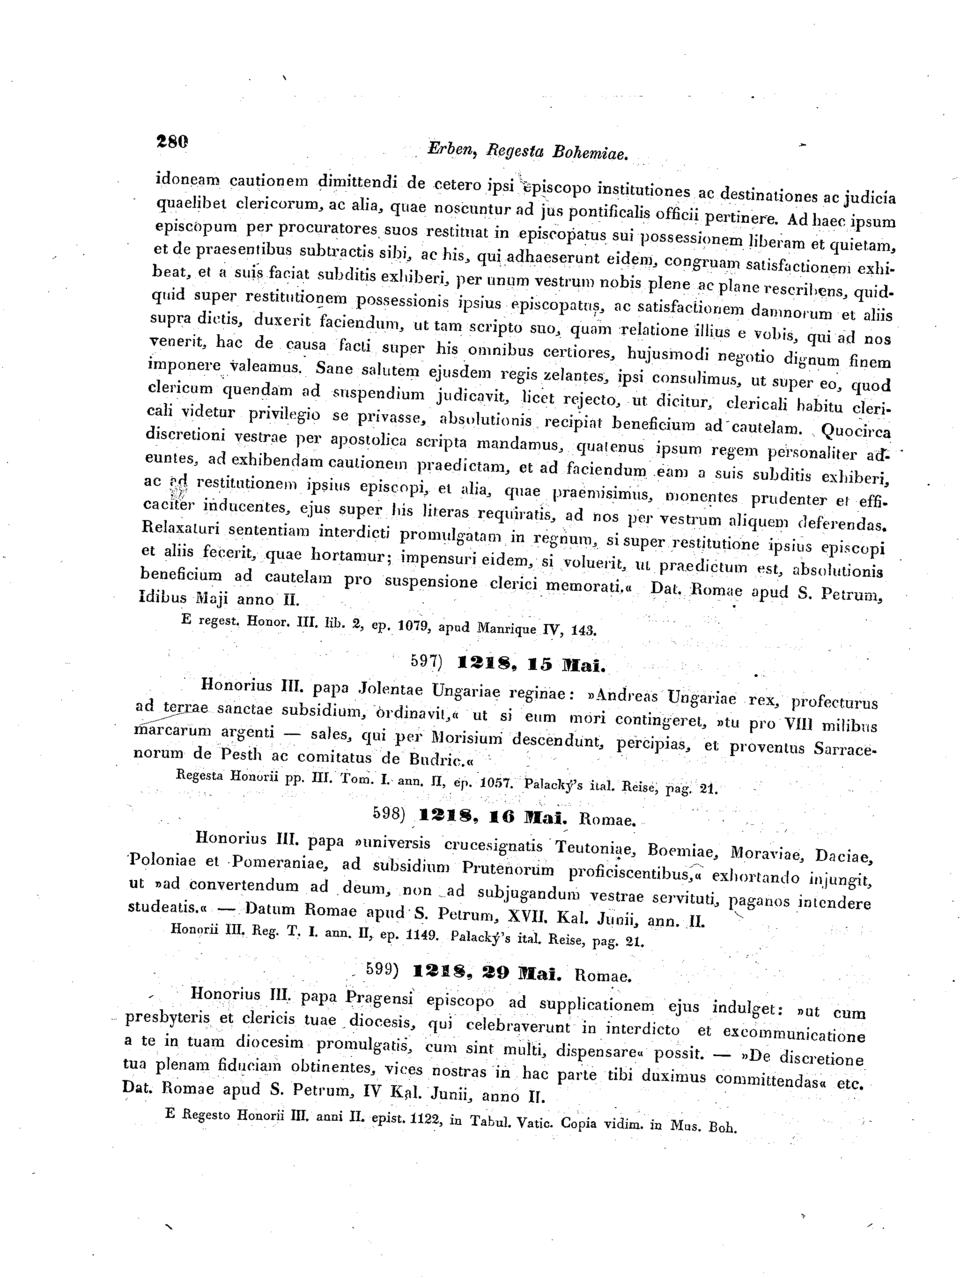 280
Erben, Regesta Bohemiae.
idoneam cautionem dimittendi de cetero ipsi episcopo institutiones ac destinationes ac judicia
quaelibet clericorum, ac alia, quae noscuntur ad jus pontificalis officii pertinere. Ad haec ipsum
episcopum per procuratores suos restituat in episcopatus sui possessionem liberam et quietam,
et de praesentibus subtractis sibi, ac his, qui adhaeserunt eidem, congruam satisfactionem exhi-
beat, et a suis faciat subditis exhiberi, per unum vestrum nobis plene ac plane rescribens, quid-
quid super restitutionem possessionis ipsius episcopatus, ac satisfactionem damnorum et aliis
supra dictis, duxerit faciendum, ut tam scripto suo, quam relatione illius e vobis, qui ad nos
venerit, hac de causa facti super his omnibus certiores, hujusmodi negotio dignum finem
imponere valeamus. Sane salutem ejusdem regis zelantes, ipsi consulimus, ut super eo, quod
clericum quendam ad suspendium judicavit, licet rejecto, ut dicitur, clericali habitu cleri-
cali videtur privilegio se privasse, absolutionis recipiat beneficium ad cautelam. Quocirca
discretioni vestrae per apostolica scripta mandamus, quatenus ipsum regem personaliter ad-
euntes, ad exhibendam cautionem praedictam, et ad faciendum eam a suis subditis exhiberi,
ac ad restitutionem ipsius episcopi, et alia, quae praemisimus, monentes prudenter et effi-
caciter inducentes, ejus super his literas requiratis, ad nos per vestrum aliquem deferendas.
Relaxaturi sententiam interdicti promulgatam in regnum, si super restitutione ipsius episcopi
et aliis fecerit, quae hortamur; impensuri eidem, si voluerit, ut praedictum est, absolutionis
beneficium ad cautelam pro suspensione clerici memorati.« Dat. Romae apud S. Petrum,
Idibus Maji anno II.
E regest. Honor. III. lib. 2, ep. 1079, apud Manrique IV, 143.
597) 1218, 15 Mai.
Honorius III. papa Jolentae Ungariae reginae: »Andreas Ungariae rex, profecturus
ad terrae sanctae subsidium, ordinavit,« ut si eum mori contingeret, »tu pro VIII milibus
marcarum argenti — sales, qui per Morisium descendunt, percipias, et proventus Sarrace-
norum de Pesth ac comitatus de Budric.«
Regesta Honorii pp. III. Tom. I. ann. II, ep. 1057. Palacký's ital. Reise, pag. 21.
598) 1218, 16 Mai. Romae.
Honorius III. papa »universis crucesignatis Teutoniae, Boemiae, Moraviae, Daciae,
Poloniae et Pomeraniae, ad subsidium Prutenorum proficiscentibus,« exhortando injungit,
ut »ad convertendum ad deum, non ad subjugandum vestrae servituti, paganos intendere
studeatis.« — Datum Romae apud S. Petrum, XVII. Kal. Junii, ann. II.
Honorii III. Reg. T. I. ann. II, ep. 1149. Palacký's ital. Reise, pag. 21.
599) 1218, 29 Mai. Romae.
Honorius III. papa Pragensi episcopo ad supplicationem ejus indulget: »ut cum
presbyteris et clericis tuae diocesis, qui celebraverunt in interdicto et excommunicatione
a te in tuam diocesim promulgatis, cum sint multi, dispensare« possit. — »De discretione
tua plenam fiduciam obtinentes, vices nostras in hac parte tibi duximus committendas« etc.
Dat. Romae apud S. Petrum, IV Kal. Junii, anno II.
E Regesto Honorii III. anni II. epist. 1122, in Tabul. Vatic. Copia vidim. in Mus. Boh.